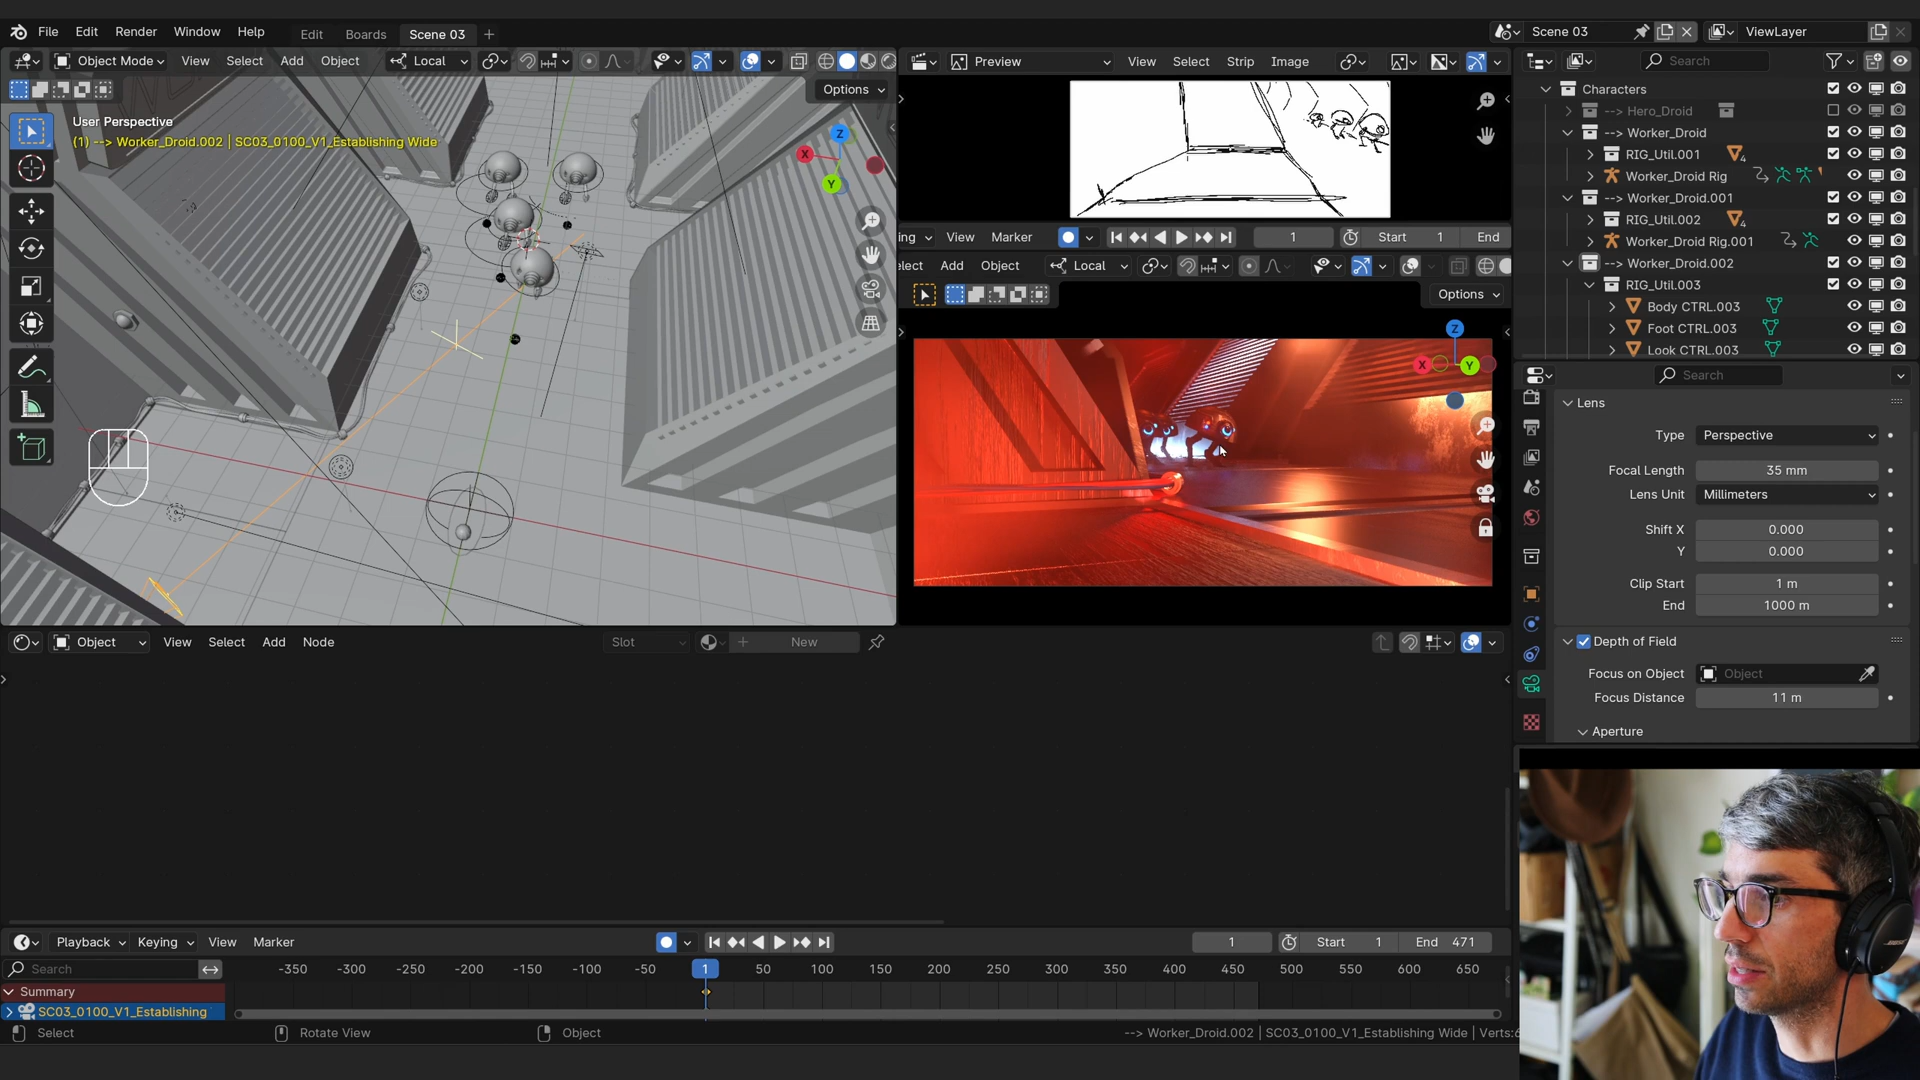 File Edit Render Window Help Edit Boards Scene 03 Scene 03 ViewLayer
Object Mode View Select Add Object Local
Options
User Perspective
(1) --> Worker_Droid.002 | SC03_0100_V1_Establishing Wide
Z
X
Y
Preview View Select Strip Image
ing View Marker 1 Start 1 End
elect Add Object Local
Options
Z
X
Y
Search
Characters
--> Hero_Droid
--> Worker_Droid
RIG_Util.001
4
Worker_Droid Rig
--> Worker_Droid.001
RIG_Util.002
4
Worker_Droid Rig.001
--> Worker_Droid.002
RIG_Util.003
Body CTRL.003
Foot CTRL.003
Look CTRL.003
Search
Lens
Type Perspective
Focal Length 35 mm
Lens Unit Millimeters
Shift X 0.000
Y 0.000
Clip Start 1 m
End 1000 m
Depth of Field
Focus on Object Object
Focus Distance 11 m
Aperture
Object View Select Add Node Slot New
Playback Keying View Marker 1 Start 1 End 471
Search -350 -300 -250 -200 -150 -100 -50 1 50 100 150 200 250 300 350 400 450 500 550 600 650
Summary
SC03_0100_V1_Establishing
Select Rotate View Object --> Worker_Droid.002 | SC03_0100_V1_Establishing Wide | Verts: